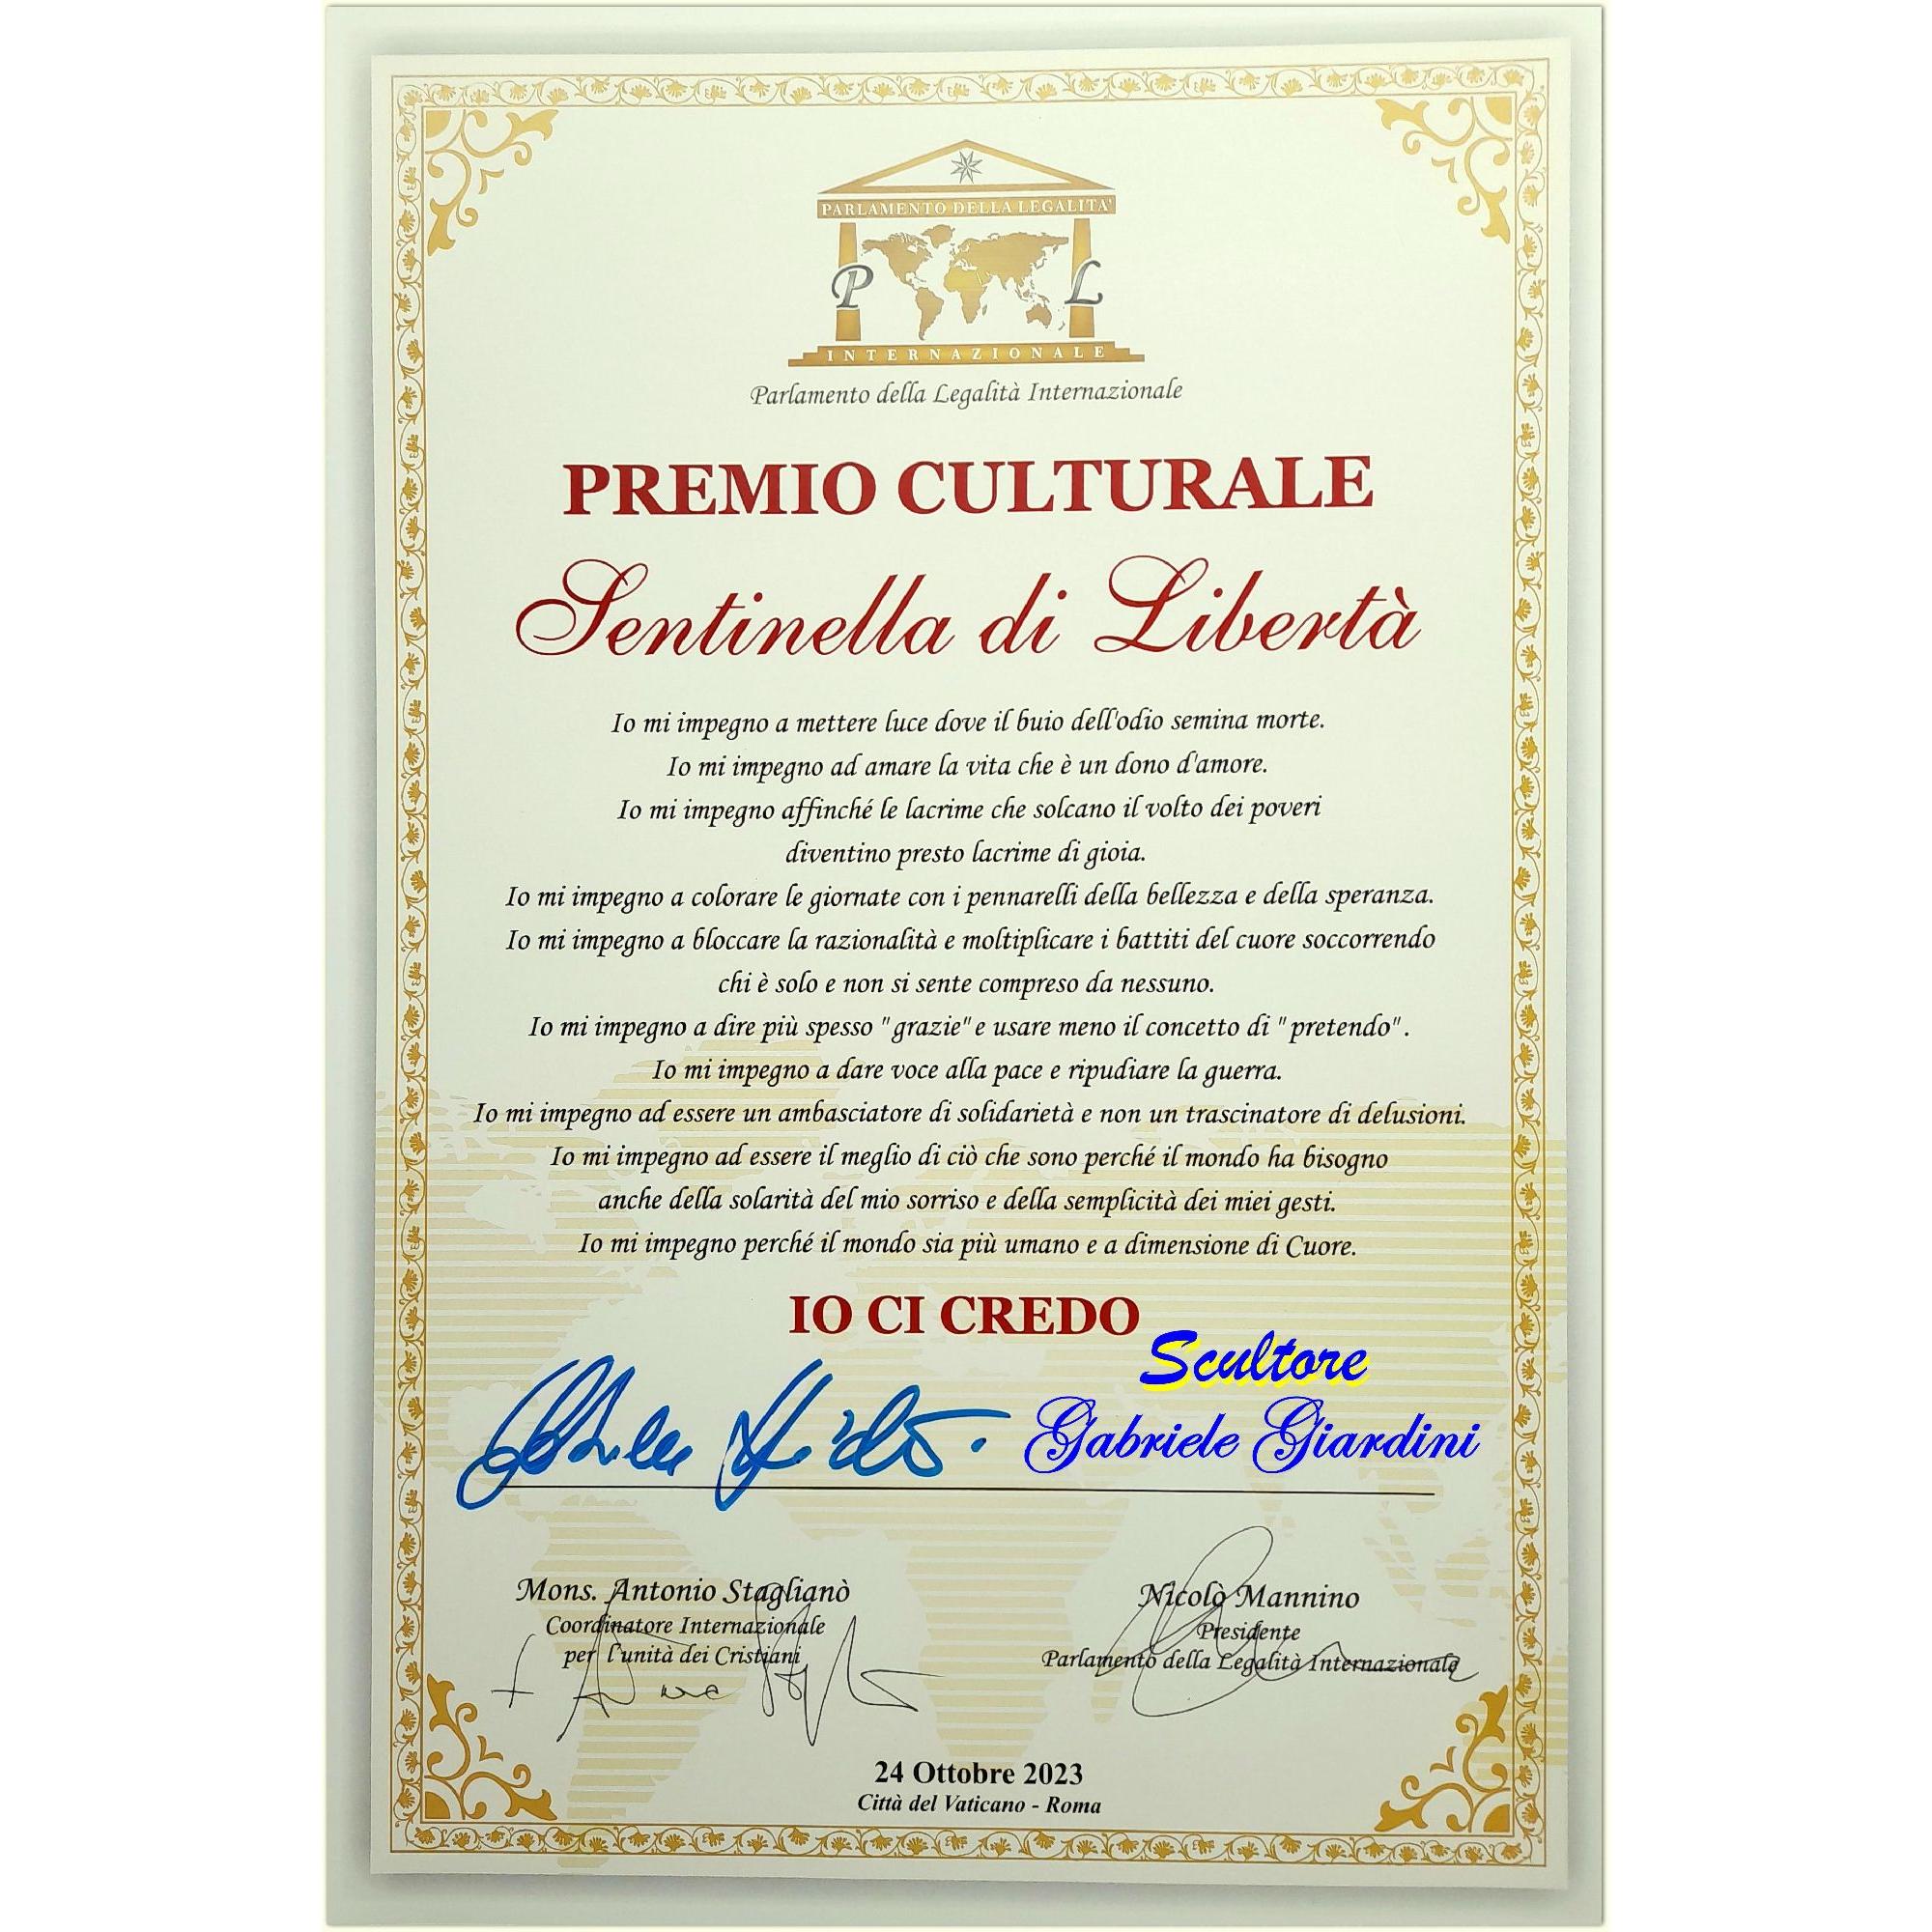 PARLAMENTO DELLA LEGALITA'
P L
INTERNAZIONALE
Parlamento della Legalità Internazionale
PREMIO CULTURALE
Sentinella di Libertà
Io mi impegno a mettere luce dove il buio dell'odio semina morte.
Io mi impegno ad amare la vita che è un dono d'amore.
Io mi impegno affinché le lacrime che solcano il volto dei poveri
diventino presto lacrime di gioia.
Io mi impegno a colorare le giornate con i pennarelli della bellezza e della speranza.
Io mi impegno a bloccare la razionalità e moltiplicare i battiti del cuore soccorrendo
chi è solo e non si sente compreso da nessuno.
Io mi impegno a dire più spesso "grazie" e usare meno il concetto di "pretendo".
Io mi impegno a dare voce alla pace e ripudiare la guerra.
Io mi impegno ad essere un ambasciatore di solidarietà e non un trascinatore di delusioni.
Io mi impegno ad essere il meglio di ciò che sono perché il mondo ha bisogno
anche della solarità del mio sorriso e della semplicità dei miei gesti.
Io mi impegno perché il mondo sia più umano e a dimensione di Cuore.
IO CI CREDO
Scultore
Gabriele Giardini
Mons. Antonio Staglianò
Coordinatore Internazionale
per l'unità dei Cristiani
Nicolò Mannino
Presidente
Parlamento della Legalità Internazionale
24 Ottobre 2023
Città del Vaticano - Roma